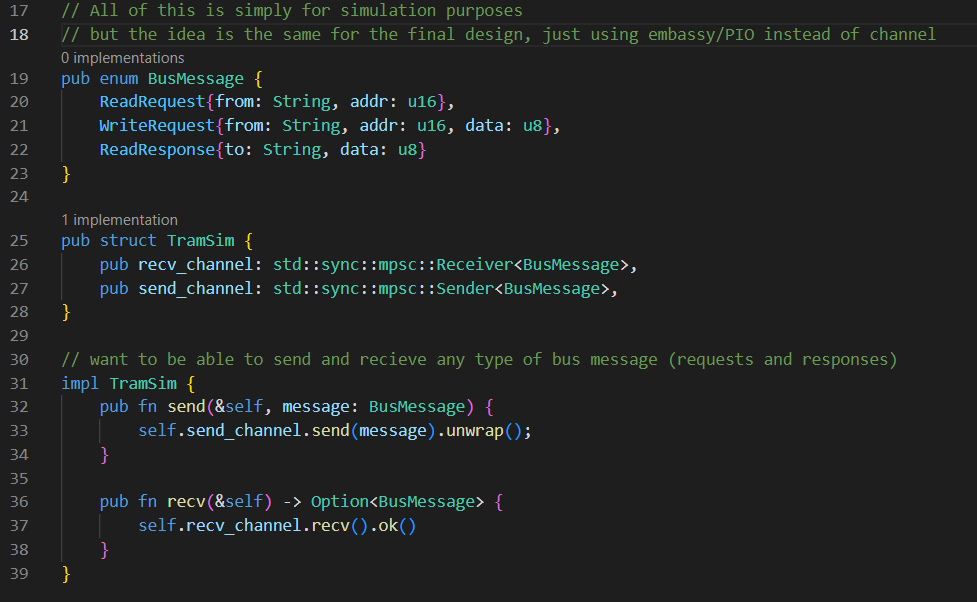 17 // All of this is simply for simulation purposes
18 // but the idea is the same for the final design, just using embassy/PIO instead of channel
0 implementations
19 pub enum BusMessage {
20 ReadRequest{from: String, addr: u16},
21 WriteRequest{from: String, addr: u16, data: u8},
22 ReadResponse{to: String, data: u8}
23 }
24
1 implementation
25 pub struct TramSim {
26 pub recv_channel: std::sync::mpsc::Receiver<BusMessage>,
27 pub send_channel: std::sync::mpsc::Sender<BusMessage>,
28 }
29
30 // want to be able to send and recieve any type of bus message (requests and responses)
31 impl TramSim {
32 pub fn send(&self, message: BusMessage) {
33 self.send_channel.send(message).unwrap();
34 }
35
36 pub fn recv(&self) -> Option<BusMessage> {
37 self.recv_channel.recv().ok()
38 }
39 }